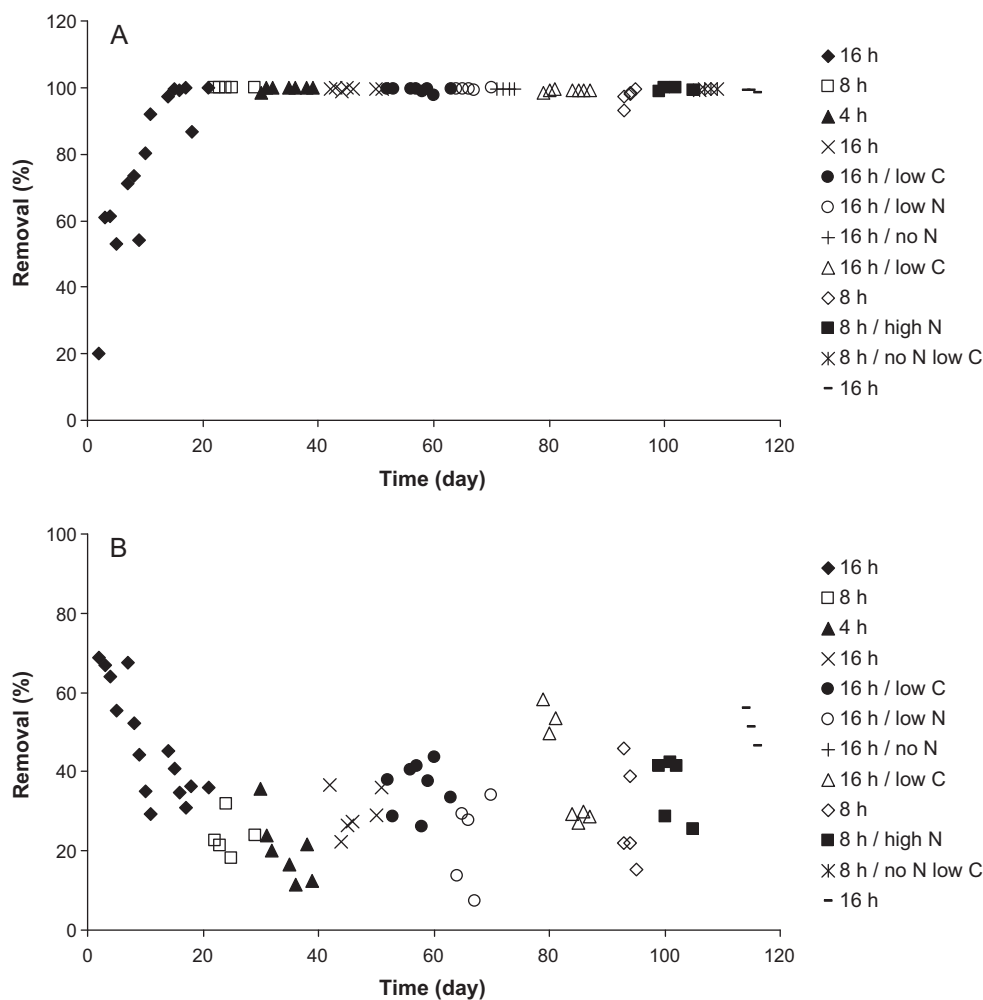 A
120
100
80
60
40
20
0
Removal (%)
0 20 40 60 80 100 120
Time (day)
16 h
8 h
4 h
16 h
16 h / low C
16 h / low N
16 h / no N
16 h / low C
8 h
8 h / high N
8 h / no N low C
16 h
B
100
80
60
40
20
0
Removal (%)
0 20 40 60 80 100 120
Time (day)
16 h
8 h
4 h
16 h
16 h / low C
16 h / low N
16 h / no N
16 h / low C
8 h
8 h / high N
8 h / no N low C
16 h